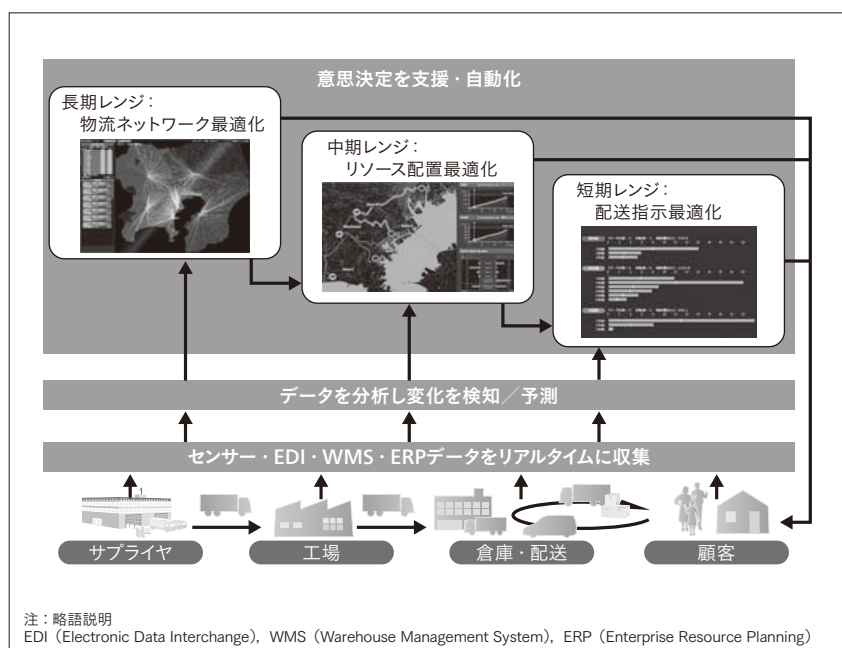 意思決定を支援・自動化
長期レンジ：
物流ネットワーク最適化
中期レンジ：
リソース配置最適化
短期レンジ：
配送指示最適化
データを分析し変化を検知／予測
センサー・EDI・WMS・ERPデータをリアルタイムに収集
サプライヤ
工場
倉庫・配送
顧客
注：略語説明
EDI（Electronic Data Interchange），WMS（Warehouse Management System），ERP（Enterprise Resource Planning）